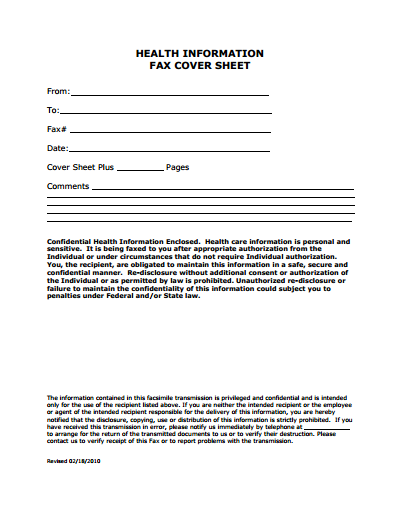 HEALTH INFORMATION
FAX COVER SHEET
From:
To:
Fax#
Date:
Cover Sheet Plus __________ Pages
Comments
Confidential Health Information Enclosed.  Health care information is personal and
sensitive.  It is being faxed to you after appropriate authorization from the
Individual or under circumstances that do not require Individual authorization.
You, the recipient, are obligated to maintain this information in a safe, secure and
confidential manner.  Re-disclosure without additional consent or authorization of
the Individual or as permitted by law is prohibited.  Unauthorized re-disclosure or
failure to maintain the confidentiality of this information could subject you to
penalties under Federal and/or State law.
The information contained in this facsimile transmission is privileged and confidential and is intended
only for the use of the recipient listed above. If you are neither the intended recipient or the employee
or agent of the intended recipient responsible for the delivery of this information, you are hereby
notified that the disclosure, copying, use or distribution of this information is strictly prohibited.  If you
have received this transmission in error, please notify us immediately by telephone at ____________
to arrange for the return of the transmitted documents to us or to verify their destruction. Please
contact us to verify receipt of this Fax or to report problems with the transmission.
Revised 02/18/2010